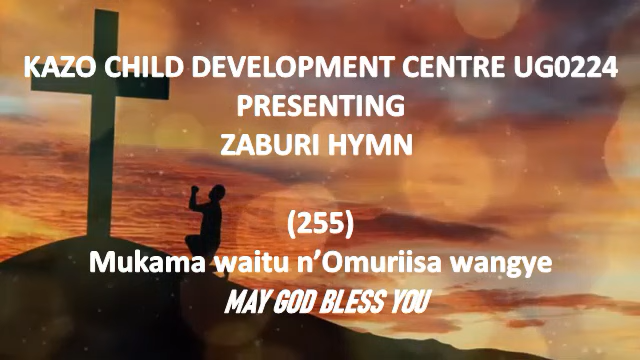 KAZO CHILD DEVELOPMENT CENTRE UG0224
PRESENTING
ZABURI HYMN
(255)
Mukama waitu n’Omuriisa wangye
MAY GOD BLESS YOU